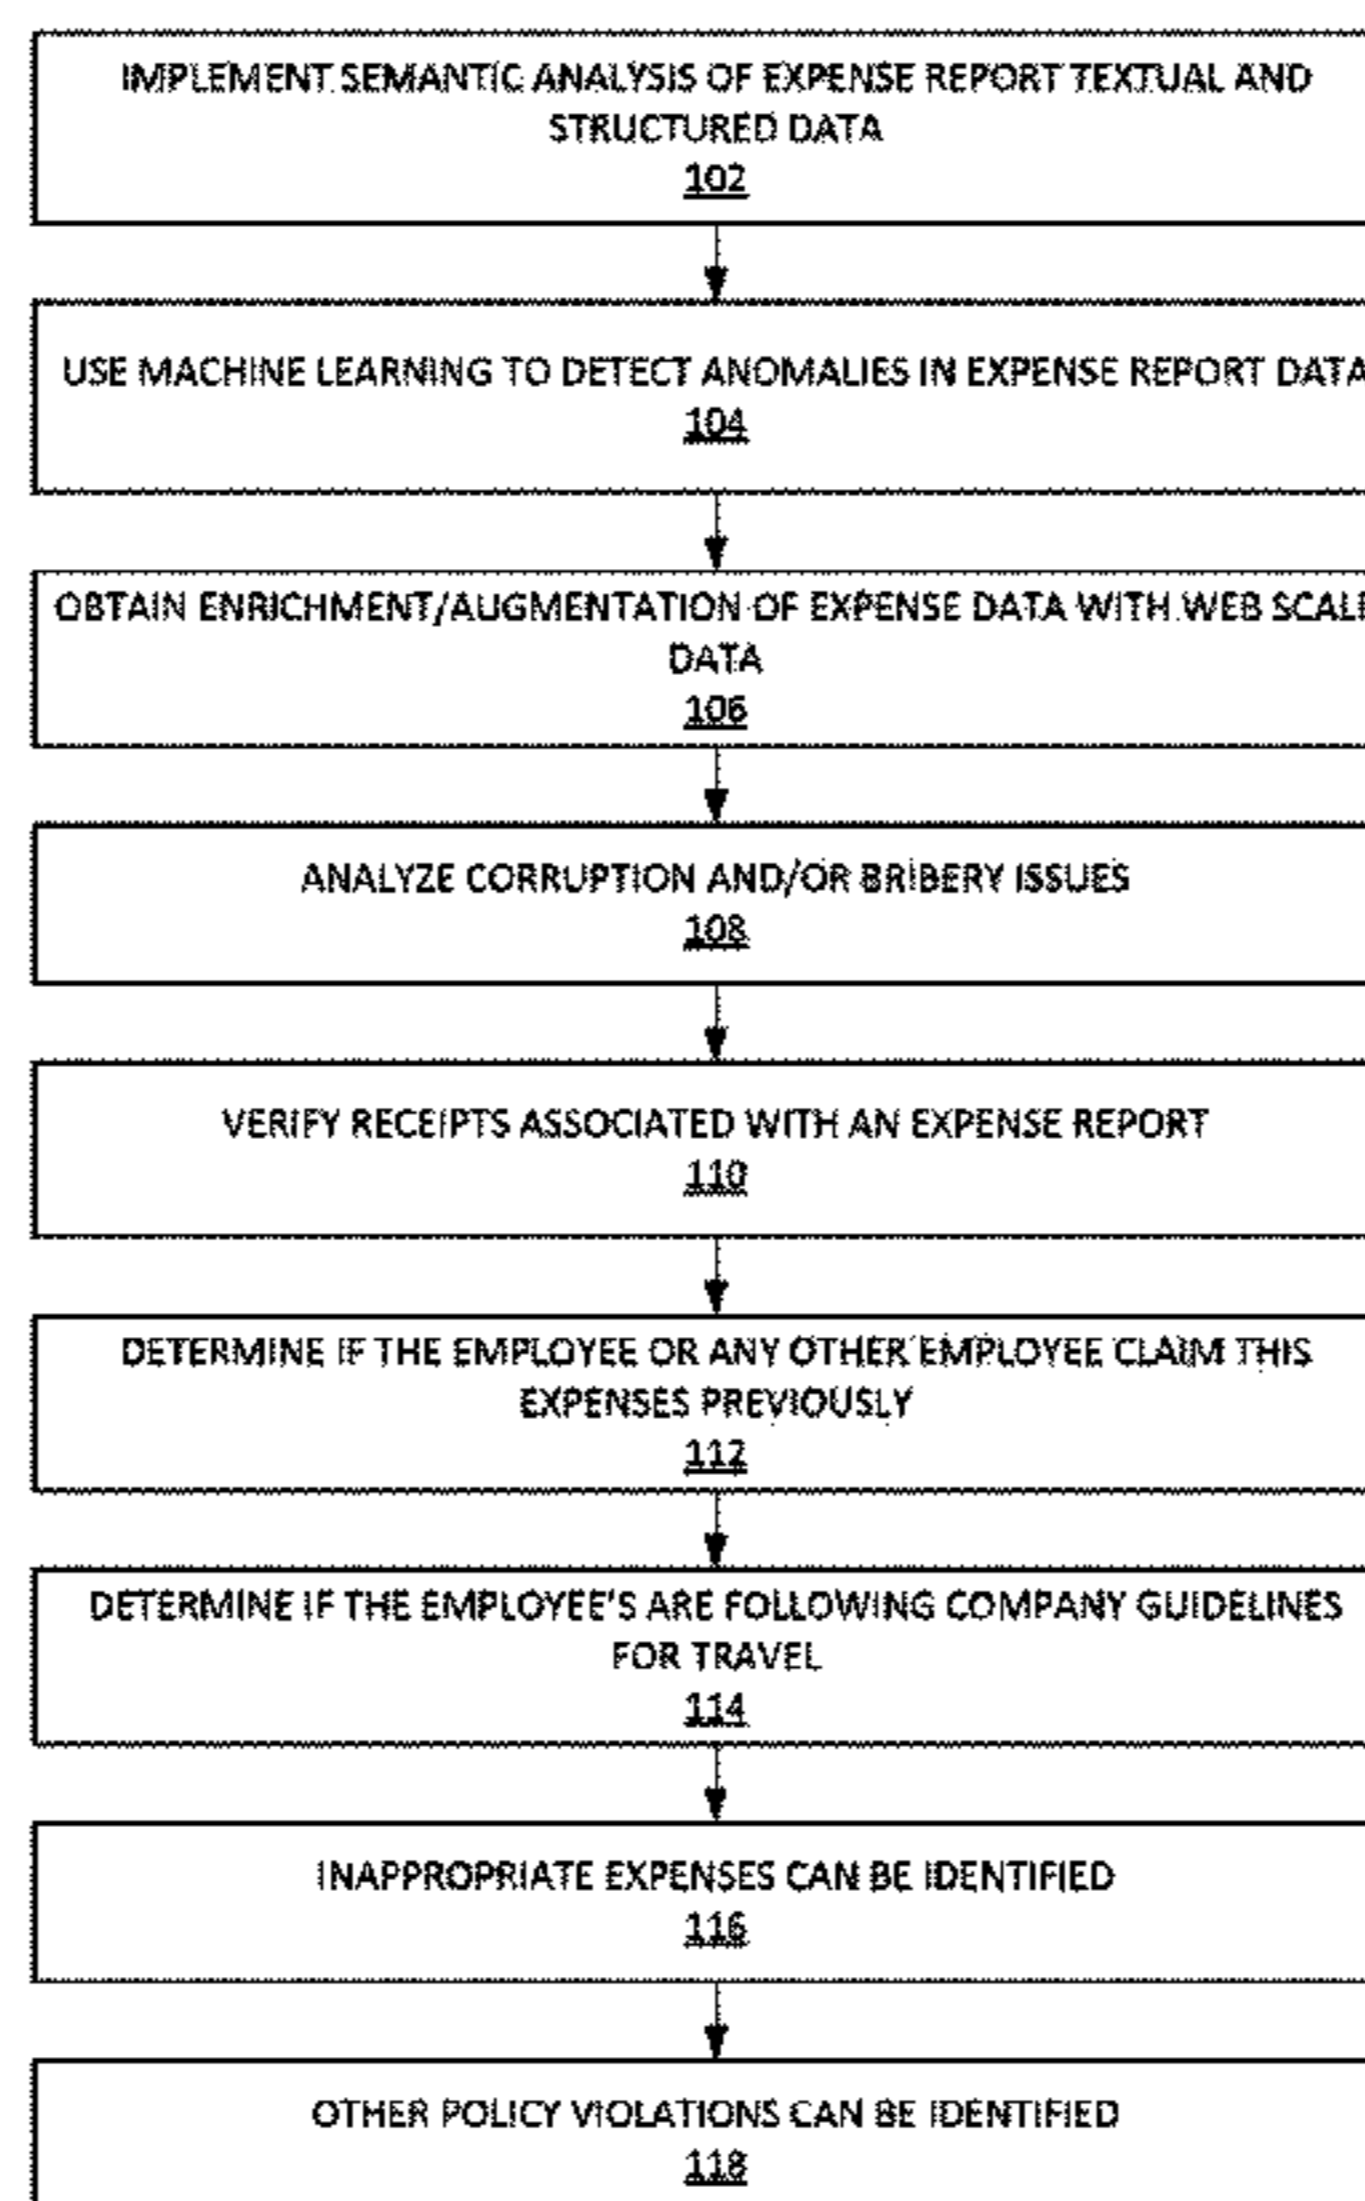 IMPLEMENT SEMANTIC ANALYSIS OF EXPENSE REPORT TEXTUAL AND
STRUCTURED DATA
102
USE MACHINE LEARNING TO DETECT ANOMALIES IN EXPENSE REPORT DATA
104
OBTAIN ENRICHMENT/AUGMENTATION OF EXPENSE DATA WITH WEB SCALE
DATA
106
ANALYZE CORRUPTION AND/OR BRIBERY ISSUES
108
VERIFY RECEIPTS ASSOCIATED WITH AN EXPENSE REPORT
110
DETERMINE IF THE EMPLOYEE OR ANY OTHER EMPLOYEE CLAIM THIS
EXPENSES PREVIOUSLY
112
DETERMINE IF THE EMPLOYEE'S ARE FOLLOWING COMPANY GUIDELINES
FOR TRAVEL
114
INAPPROPRIATE EXPENSES CAN BE IDENTIFIED
116
OTHER POLICY VIOLATIONS CAN BE IDENTIFIED
118